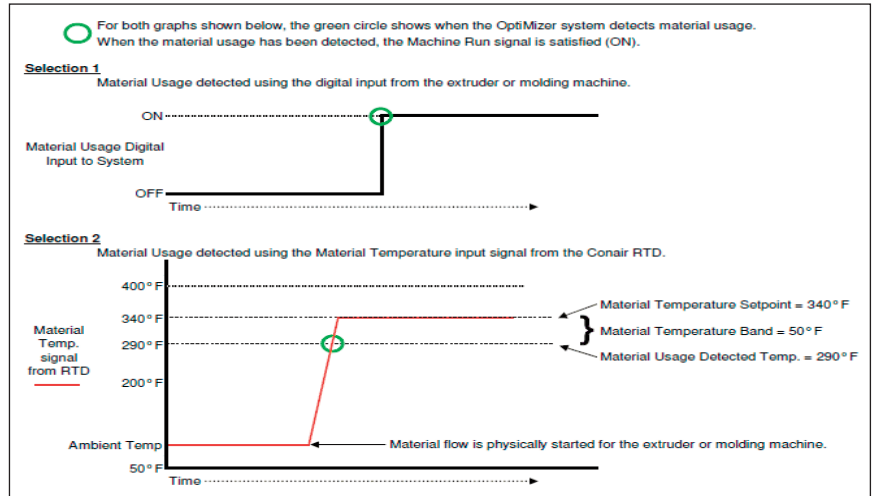 For both graphs shown below, the green circle shows when the OptiMizer system detects material usage.
When the material usage has been detected, the Machine Run signal is satisfied (ON).
Selection 1
Material Usage detected using the digital input from the extruder or molding machine.
ON
Material Usage Digital
Input to System
OFF
Time
Selection 2
Material Usage detected using the Material Temperature input signal from the Conair RTD.
400°F
340°F
Material Temperature Setpoint = 340°F
Material
Temp.
signal
from RTD
Material Temperature Band = 50°F
290°F
Material Usage Detected Temp. = 290°F
200°F
Ambient Temp
Material flow is physically started for the extruder or molding machine.
50°F
Time